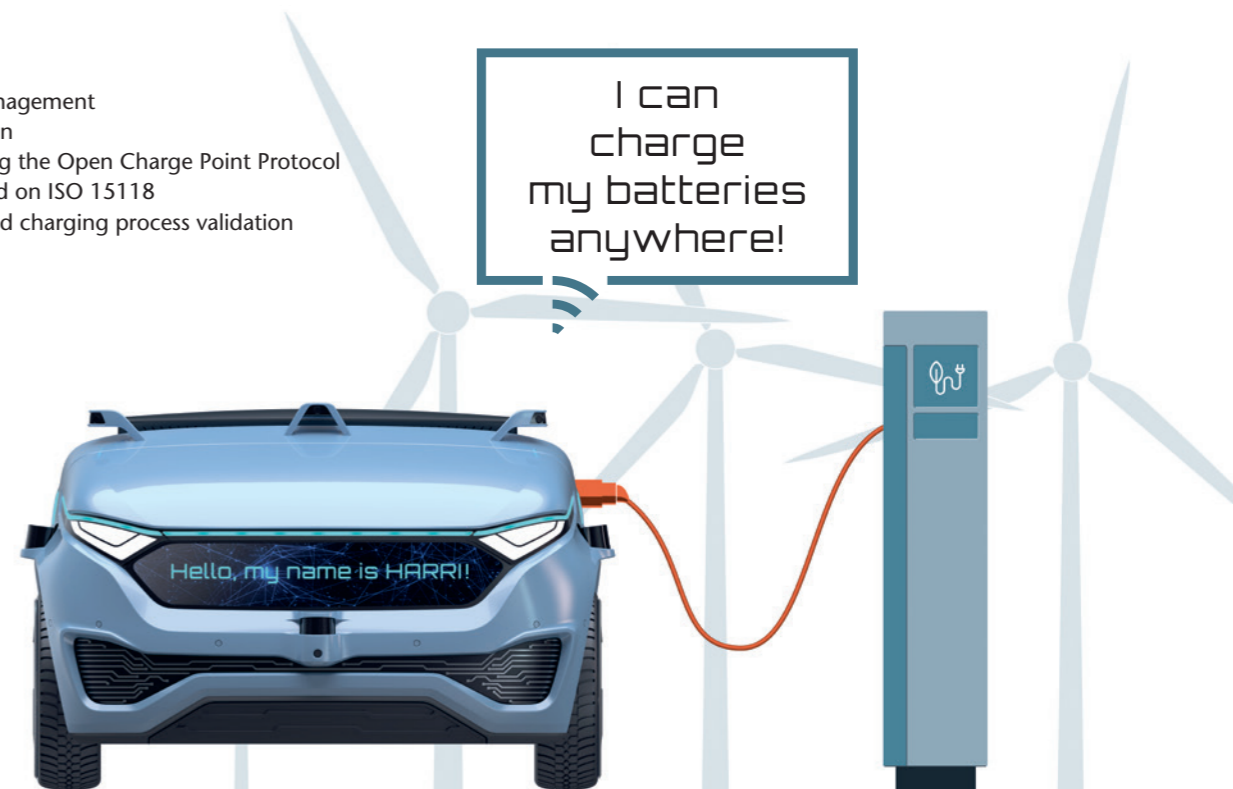 nagement
n
g the Open Charge Point Protocol
d on ISO 15118
d charging process validation
I can
charge
my batteries
anywhere!
Hello, my name is HARRI!